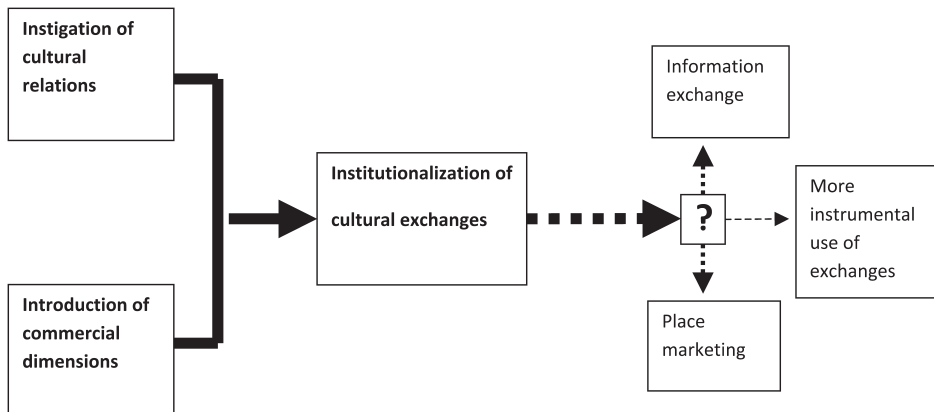 Instigation of
cultural
relations
Introduction of
commercial
dimensions
Institutionalization of
cultural exchanges
?
Information
exchange
More
instrumental
use of
exchanges
Place
marketing